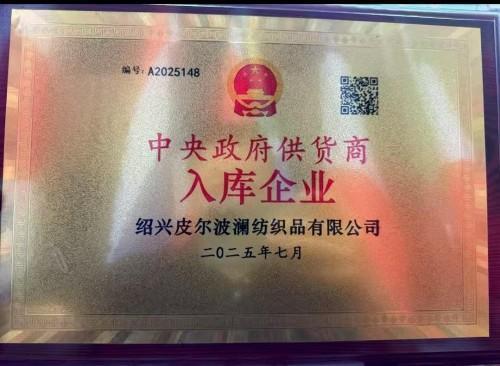 编号：A2025148
中央政府供货商
入库企业
绍兴皮尔波澜纺织品有限公司
二〇二五年七月